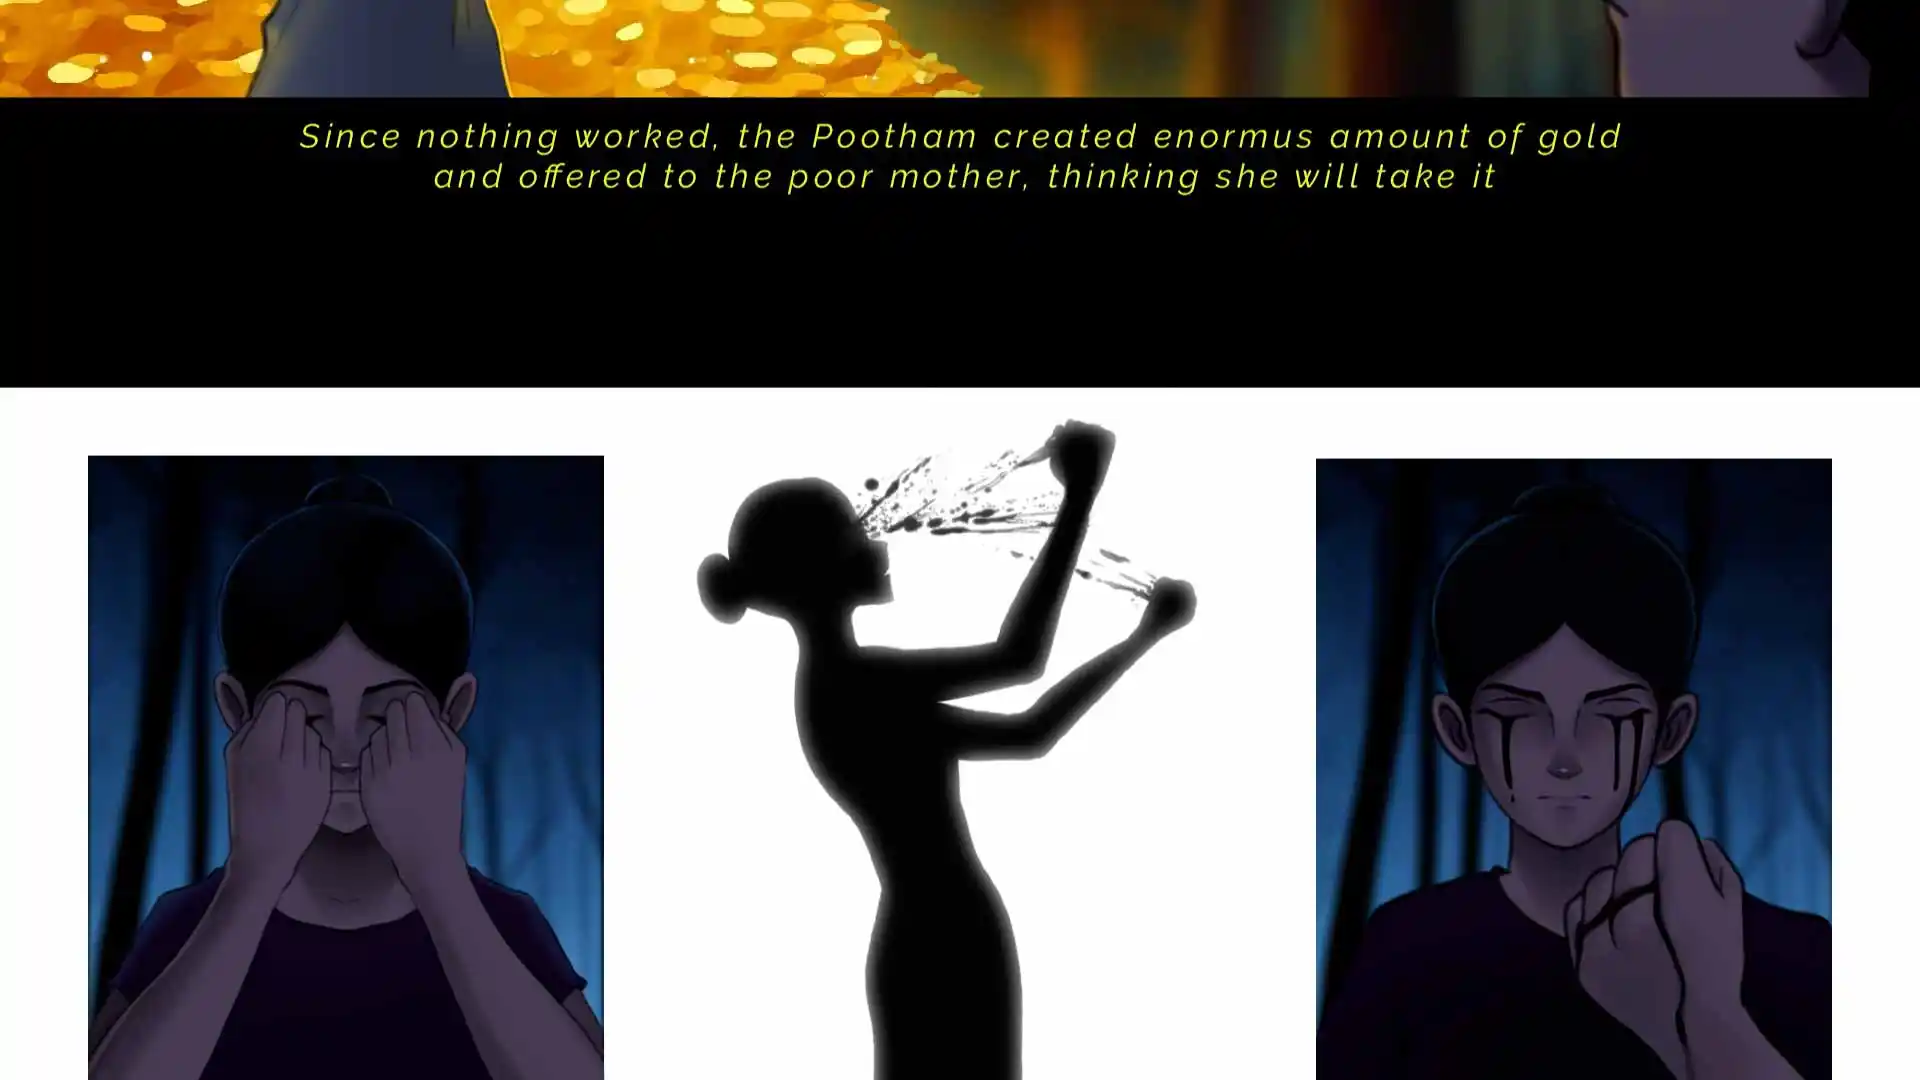 Since nothing worked, the Pootham created enormus amount of gold
and offered to the poor mother, thinking she will take it